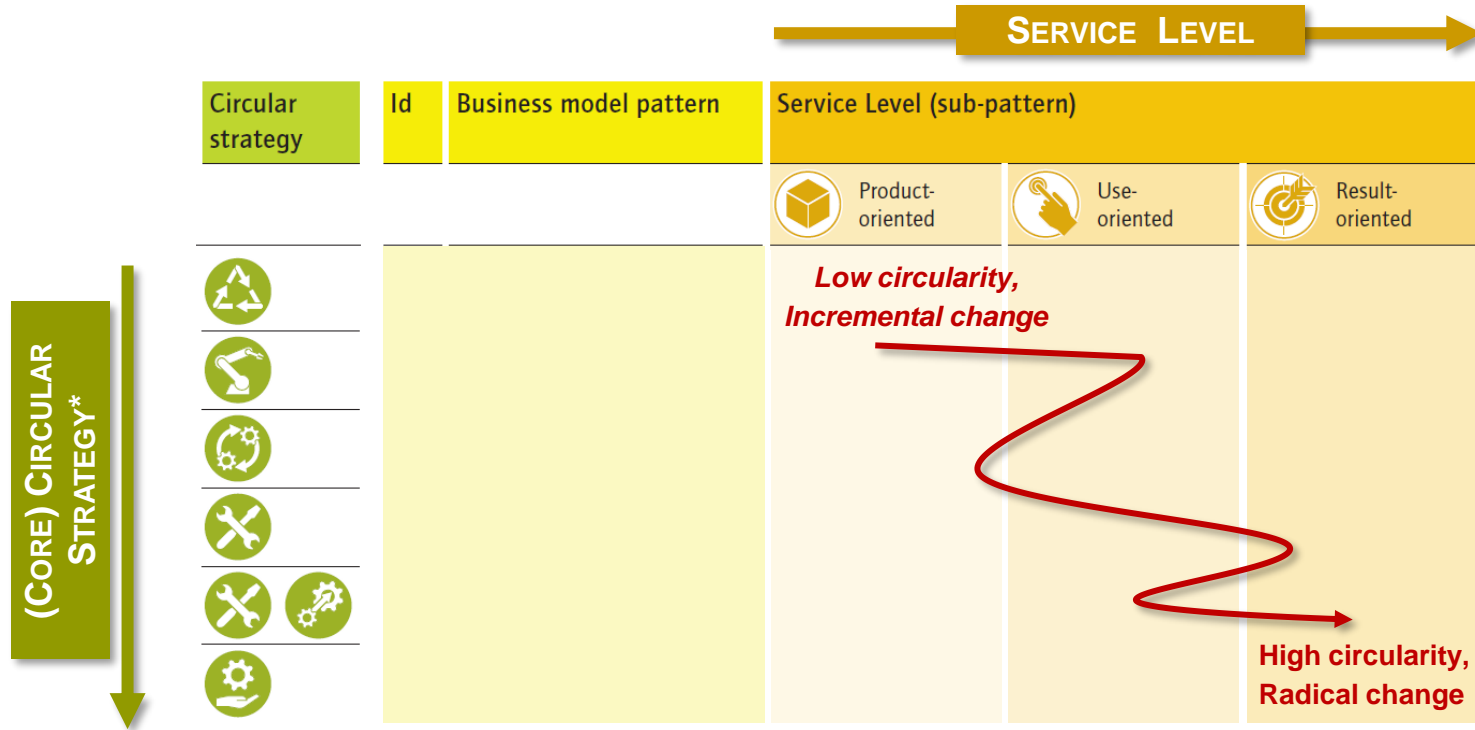 SERVICE LEVEL
Circular
strategy
Id
Business model pattern
Service Level (sub-pattern)
Product-
oriented
Use-
oriented
Result-
oriented
(CORE) CIRCULAR
STRATEGY*
Low circularity,
Incremental change
High circularity,
Radical change